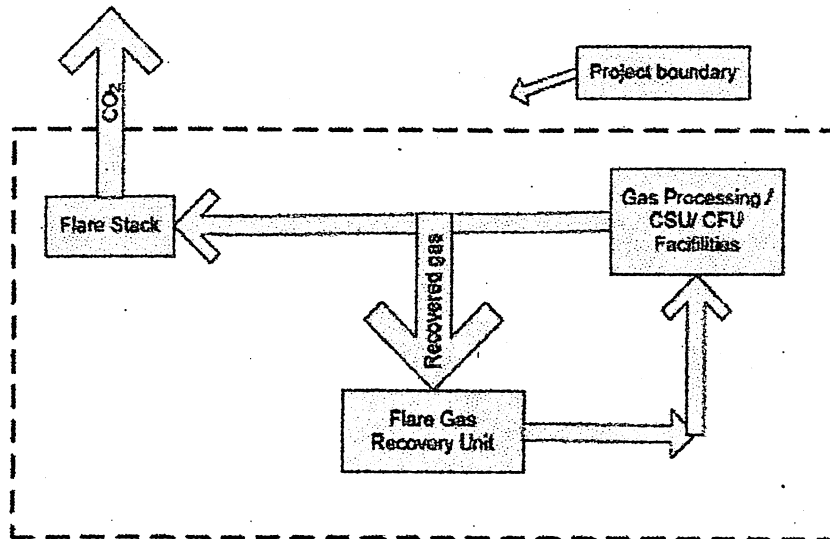 CO₂
Project boundary
Flare Stack
Gas Processing /
CSU/ CFU
Facifilities
Recovered gas
Flare Gas
Recovery Unit